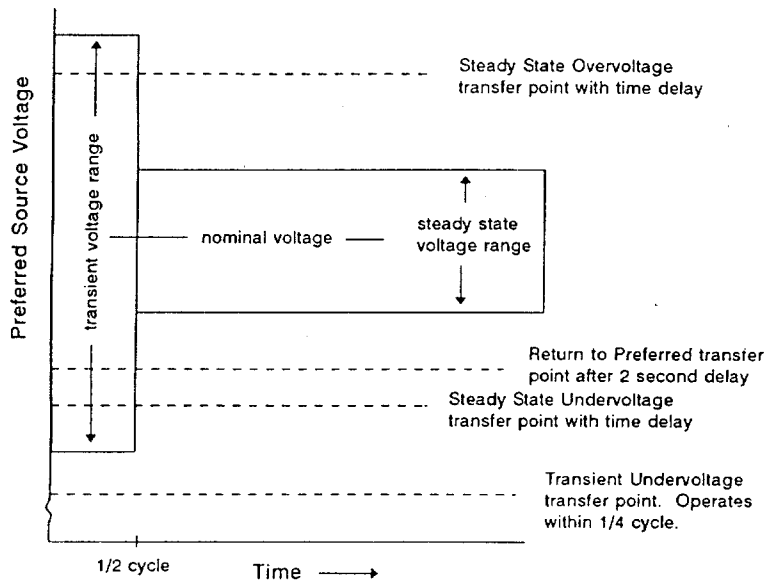 Preferred Source Voltage
transient voltage range
Steady State Overvoltage
transfer point with time delay
nominal voltage
steady state
voltage range
Return to Preferred transfer
point after 2 second delay
Steady State Undervoltage
transfer point with time delay
Transient Undervoltage
transfer point. Operates
within 1/4 cycle.
1/2 cycle
Time